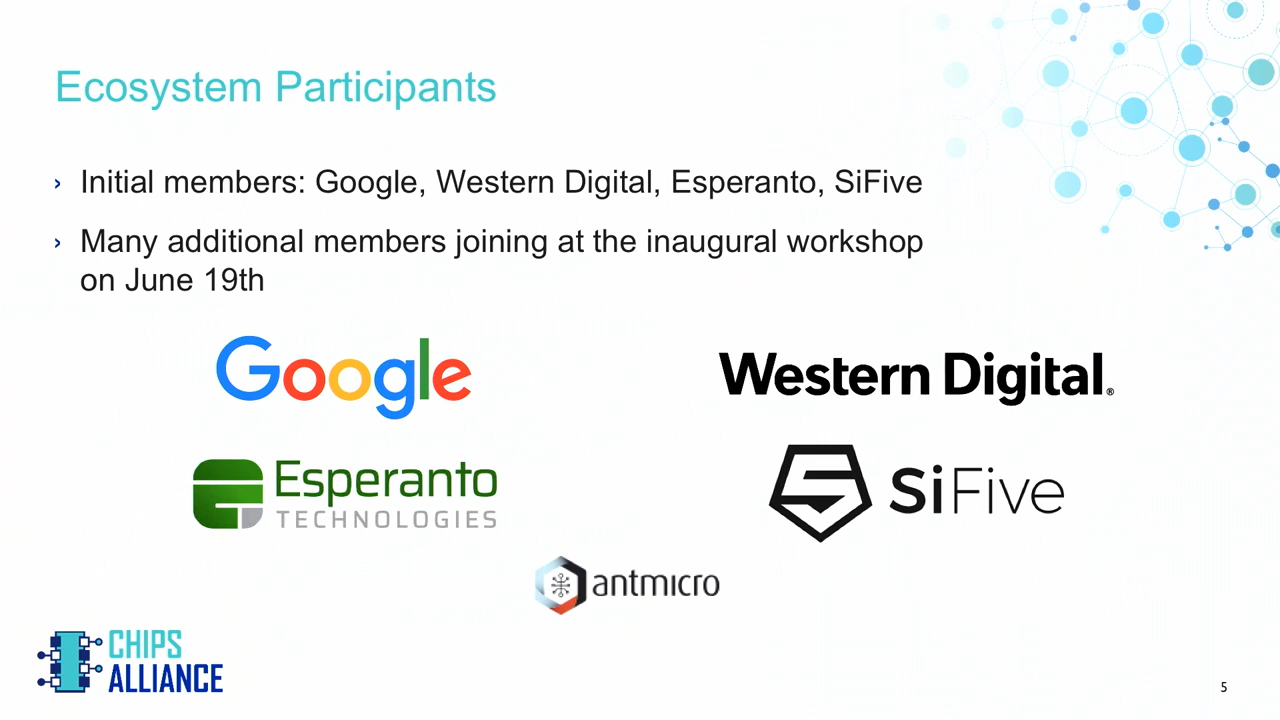 Ecosystem Participants
› Initial members: Google, Western Digital, Esperanto, SiFive
› Many additional members joining at the inaugural workshop
on June 19th
Google
Western Digital®
Esperanto
TECHNOLOGIES
SiFive
antmicro
CHIPS
ALLIANCE
5